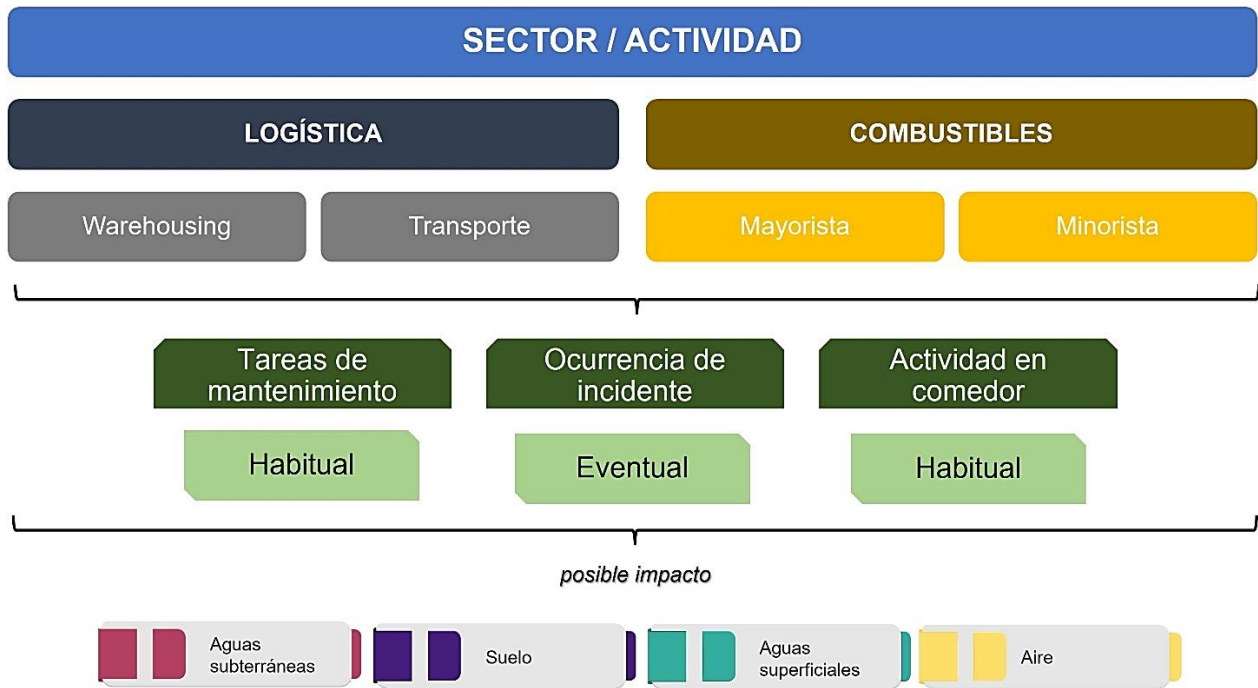 SECTOR / ACTIVIDAD
LOGÍSTICA
COMBUSTIBLES
Warehousing
Transporte
Mayorista
Minorista
Tareas de
mantenimiento
Ocurrencia de
incidente
Actividad en
comedor
Habitual
Eventual
Habitual
posible impacto
Aguas
subterráneas
Suelo
Aguas
superficiales
Aire